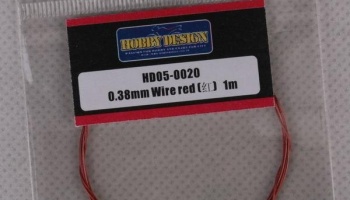 HOBBY DESIGN
HD05-0020
0.38mm Wire red (红) 1m